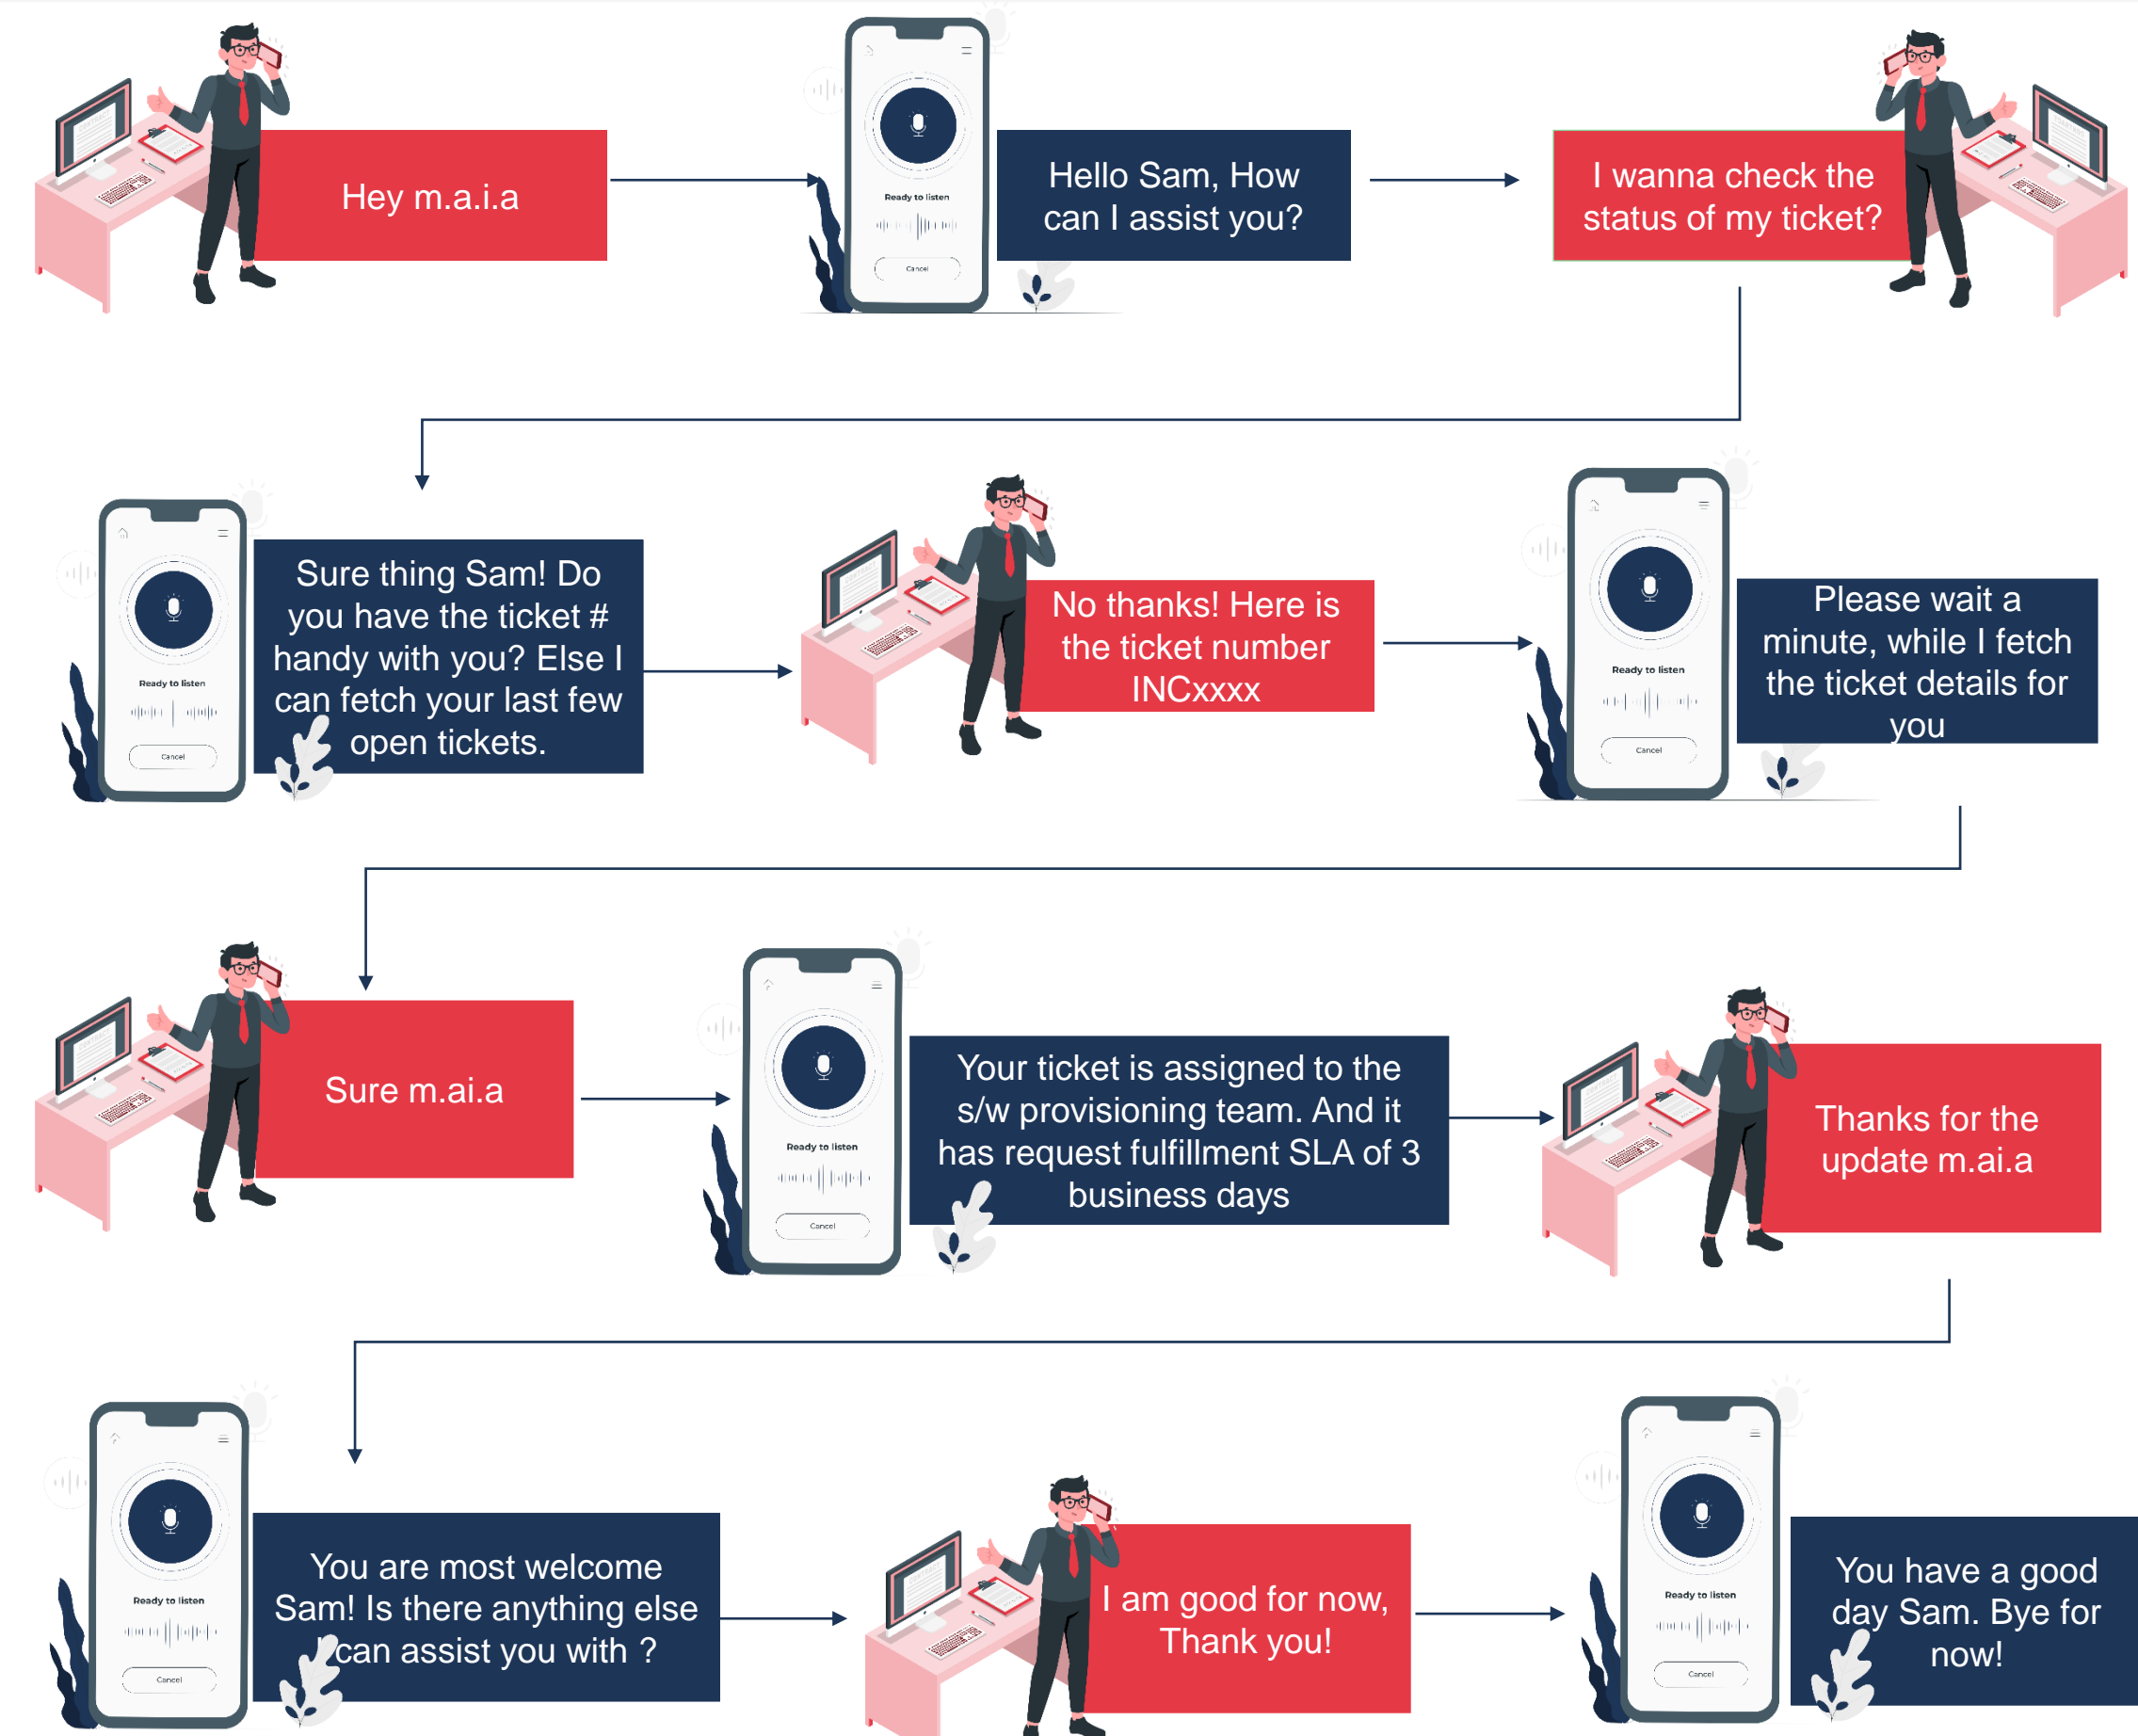 Hey m.a.i.a
Ready to listen
Cancel
Hello Sam, How
can I assist you?
I wanna check the
status of my ticket?
Ready to listen
Cancel
Sure thing Sam! Do
you have the ticket #
handy with you? Else I
can fetch your last few
open tickets.
No thanks! Here is
the ticket number
INCxxxx
Ready to listen
Cancel
Please wait a
minute, while I fetch
the ticket details for
you
Sure m.ai.a
Ready to listen
Cancel
Your ticket is assigned to the
s/w provisioning team. And it
has request fulfillment SLA of 3
business days
Thanks for the
update m.ai.a
Ready to listen
Cancel
You are most welcome
Sam! Is there anything else
I can assist you with ?
I am good for now,
Thank you!
Ready to listen
Cancel
You have a good
day Sam. Bye for
now!